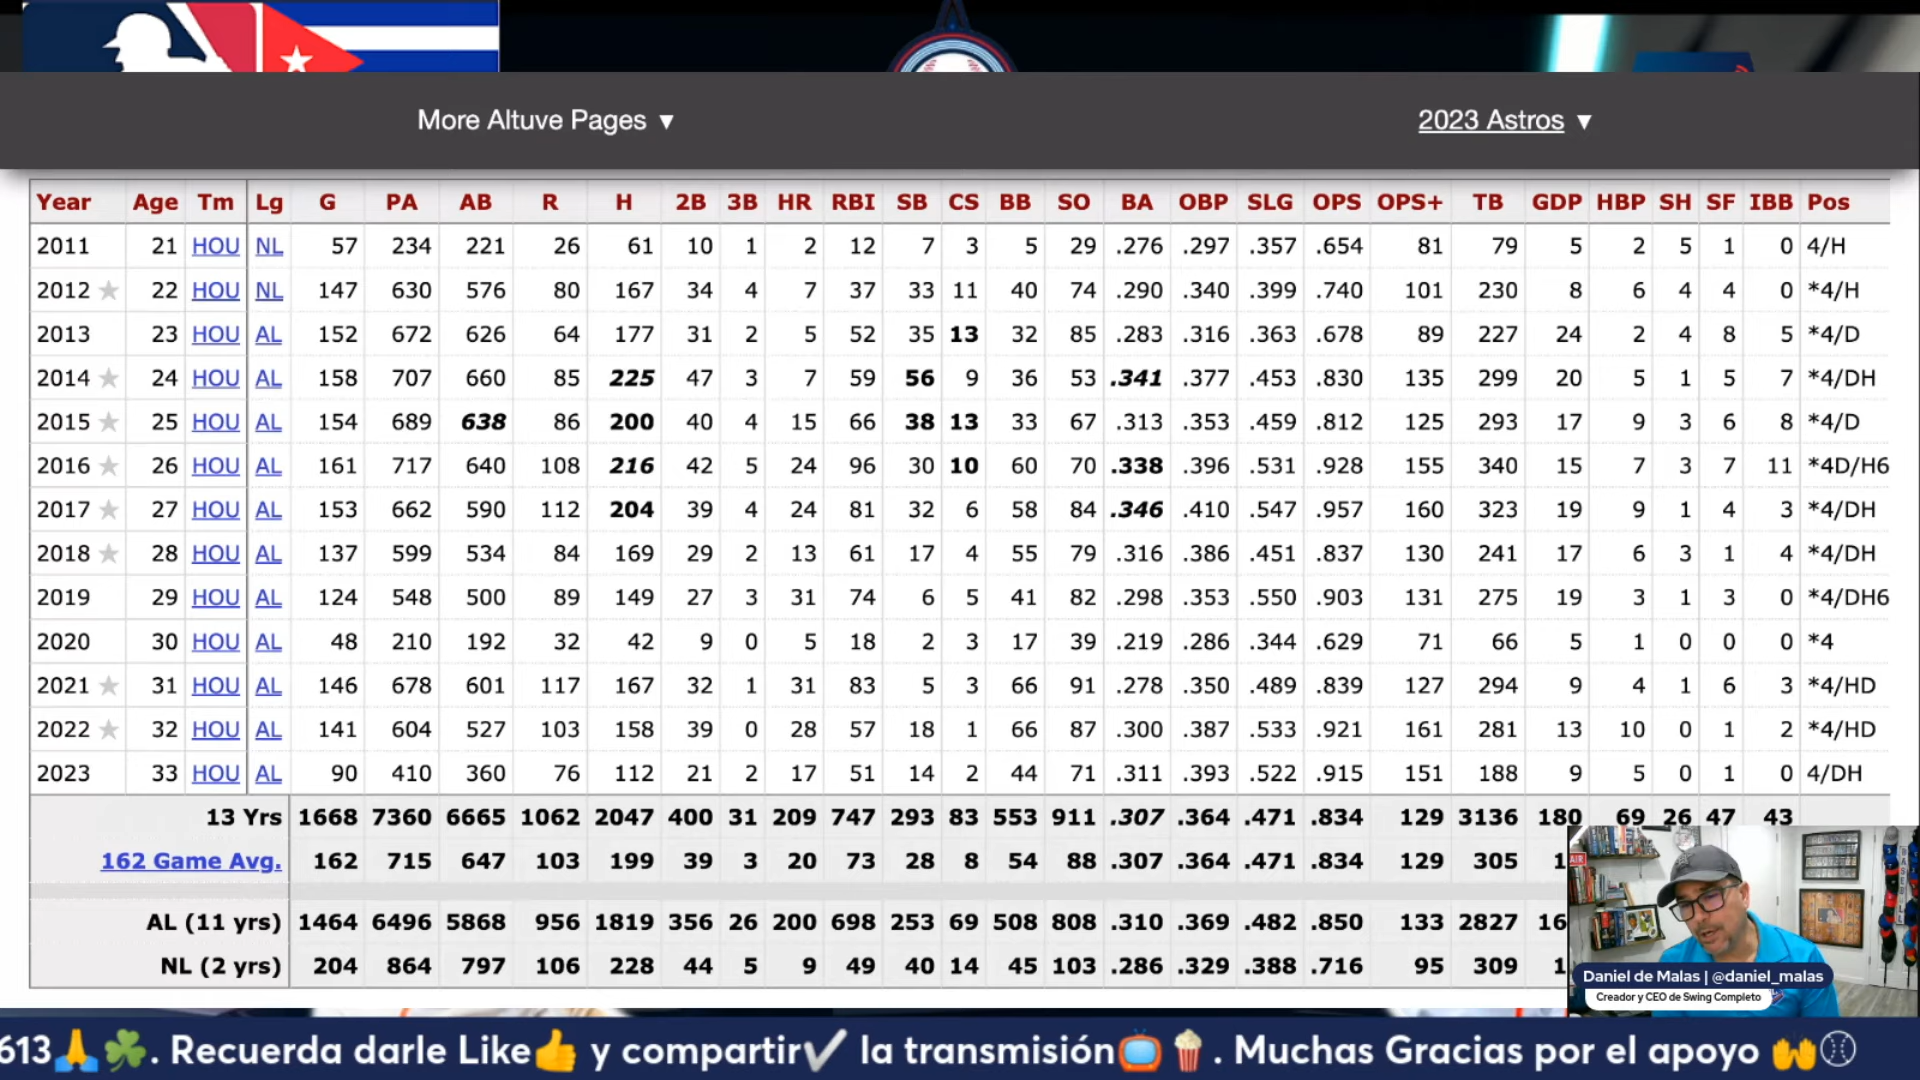 More Altuve Pages ▼ 2023 Astros ▼
Year Age Tm Lg G PA AB R H 2B 3B HR RBI SB CS BB SO BA OBP SLG OPS OPS+ TB GDP HBP SH SF IBB Pos
2011 21 HOU NL 57 234 221 26 61 10 1 2 12 7 3 5 29 .276 .297 .357 .654 81 79 5 2 5 1 0 4/H
2012 ★ 22 HOU NL 147 630 576 80 167 34 4 7 37 33 11 40 74 .290 .340 .399 .740 101 230 8 6 4 4 0 *4/H
2013 23 HOU AL 152 672 626 64 177 31 2 5 52 35 13 32 85 .283 .316 .363 .678 89 227 24 2 4 8 5 *4/D
2014 ★ 24 HOU AL 158 707 660 85 225 47 3 7 59 56 9 36 53 .341 .377 .453 .830 135 299 20 5 1 5 7 *4/DH
2015 ★ 25 HOU AL 154 689 638 86 200 40 4 15 66 38 13 33 67 .313 .353 .459 .812 125 293 17 9 3 6 8 *4/D
2016 ★ 26 HOU AL 161 717 640 108 216 42 5 24 96 30 10 60 70 .338 .396 .531 .928 155 340 15 7 3 7 11 *4D/H6
2017 ★ 27 HOU AL 153 662 590 112 204 39 4 24 81 32 6 58 84 .346 .410 .547 .957 160 323 19 9 1 4 3 *4/DH
2018 ★ 28 HOU AL 137 599 534 84 169 29 2 13 61 17 4 55 79 .316 .386 .451 .837 130 241 17 6 3 1 4 *4/DH
2019 29 HOU AL 124 548 500 89 149 27 3 31 74 6 5 41 82 .298 .353 .550 .903 131 275 19 3 1 3 0 *4/DH6
2020 30 HOU AL 48 210 192 32 42 9 0 5 18 2 3 17 39 .219 .286 .344 .629 71 66 5 1 0 0 0 *4
2021 ★ 31 HOU AL 146 678 601 117 167 32 1 31 83 5 3 66 91 .278 .350 .489 .839 127 294 9 4 1 6 3 *4/HD
2022 ★ 32 HOU AL 141 604 527 103 158 39 0 28 57 18 1 66 87 .300 .387 .533 .921 161 281 13 10 0 1 2 *4/HD
2023 33 HOU AL 90 410 360 76 112 21 2 17 51 14 2 44 71 .311 .393 .522 .915 151 188 9 5 0 1 0 4/DH
13 Yrs 1668 7360 6665 1062 2047 400 31 209 747 293 83 553 911 .307 .364 .471 .834 129 3136 180 69 26 47 43
162 Game Avg. 162 715 647 103 199 39 3 20 73 28 8 54 88 .307 .364 .471 .834 129 305 1
AL (11 yrs) 1464 6496 5868 956 1819 356 26 200 698 253 69 508 808 .310 .369 .482 .850 133 2827 16
NL (2 yrs) 204 864 797 106 228 44 5 9 49 40 14 45 103 .286 .329 .388 .716 95 309 1
Daniel de Malas | @daniel_malas
Creador y CEO de Swing Completo
613🙏☘️. Recuerda darle Like👍 y compartir✔️ la transmisión📺🍿. Muchas Gracias por el apoyo 🙌⚾